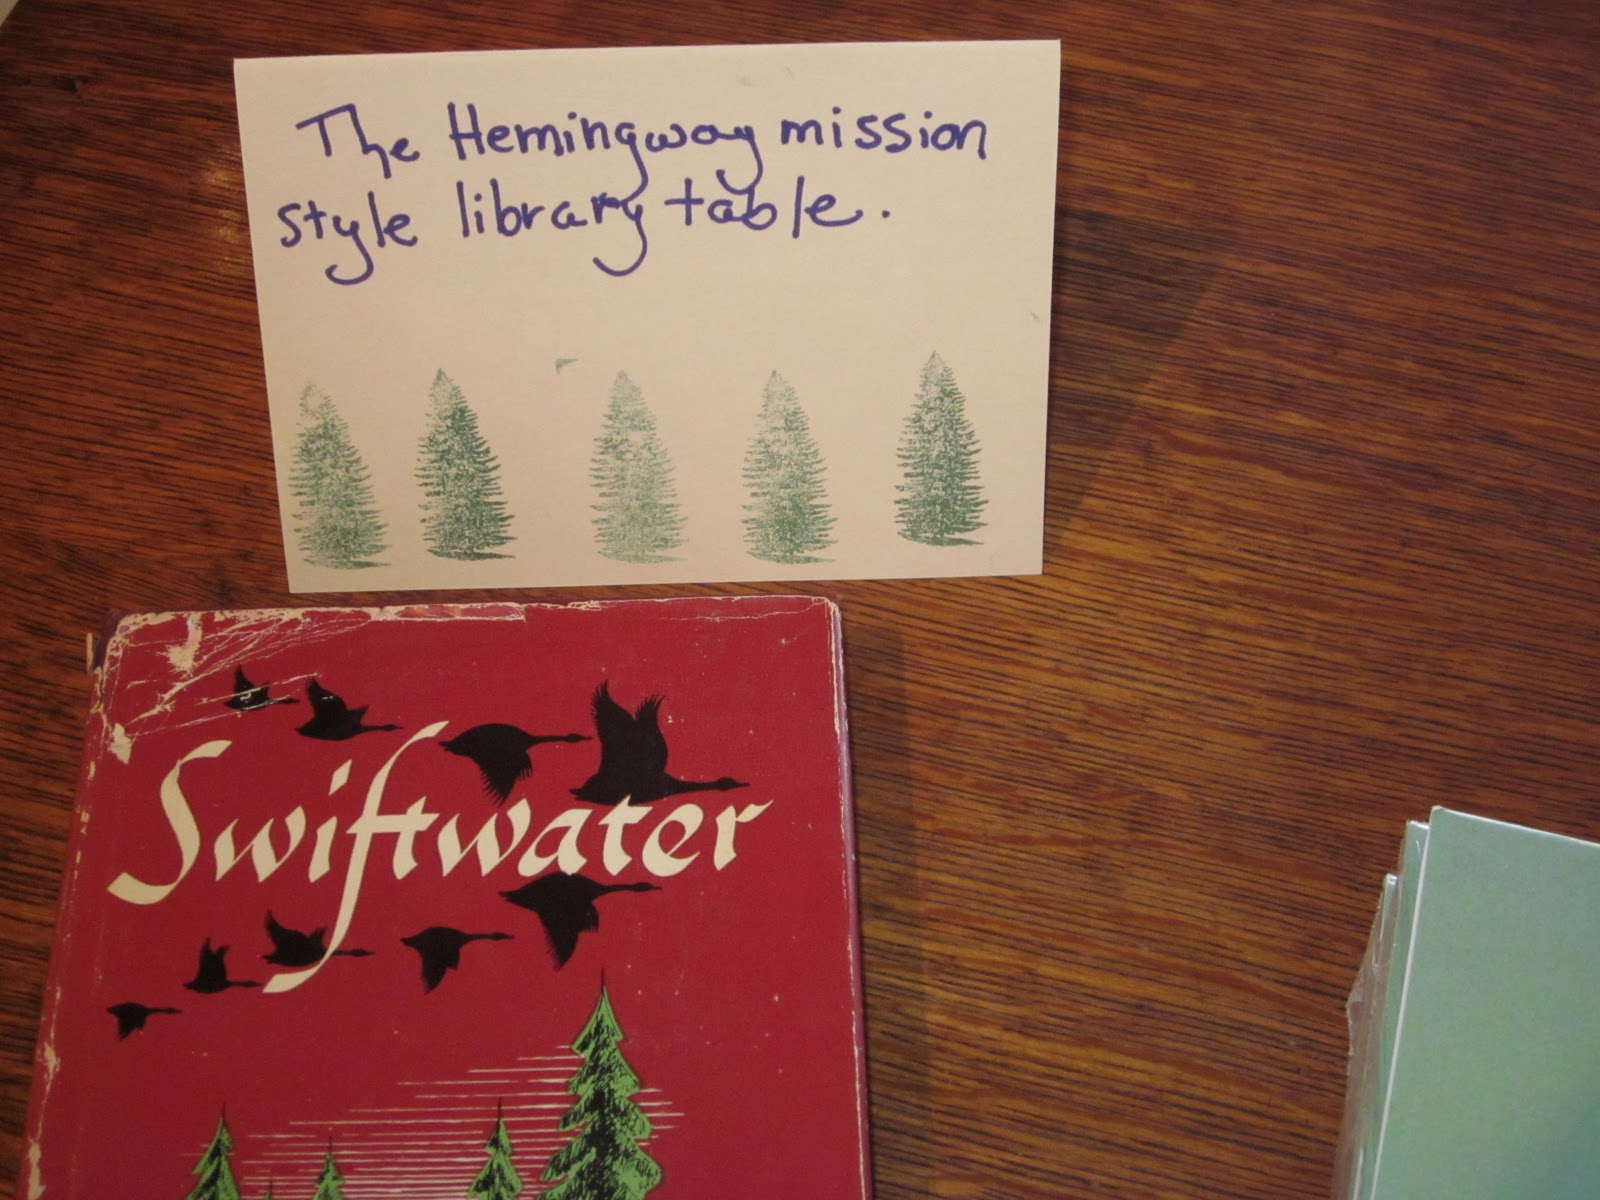 The Hemingway mission
style library table.
Swiftwater